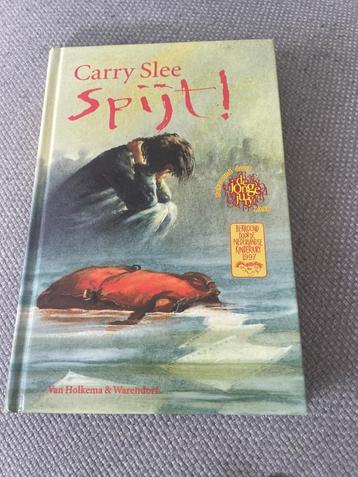 Carry Slee
Spijt!
de
jonge
jury
BEKROOND
DOOR DE
NEDERLANDSE
KINDERJURY
1997
Van Holkema & Warendorf